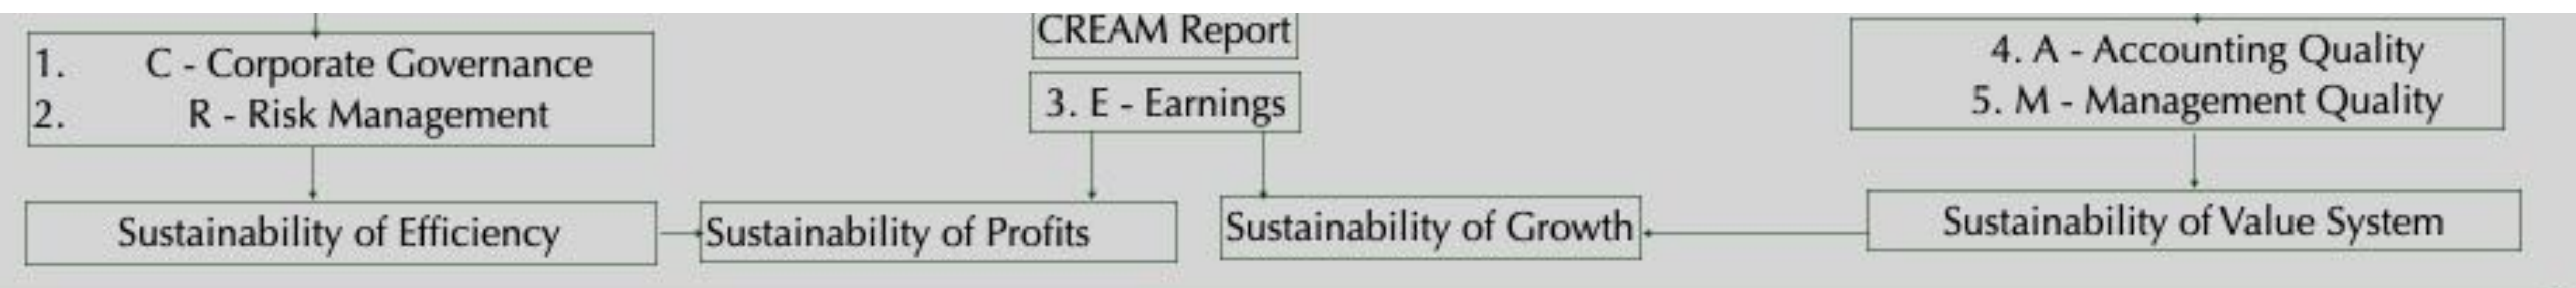 CREAM Report
1. C - Corporate Governance
2. R - Risk Management
3. E - Earnings
4. A - Accounting Quality
5. M - Management Quality
Sustainability of Efficiency
Sustainability of Profits
Sustainability of Growth
Sustainability of Value System